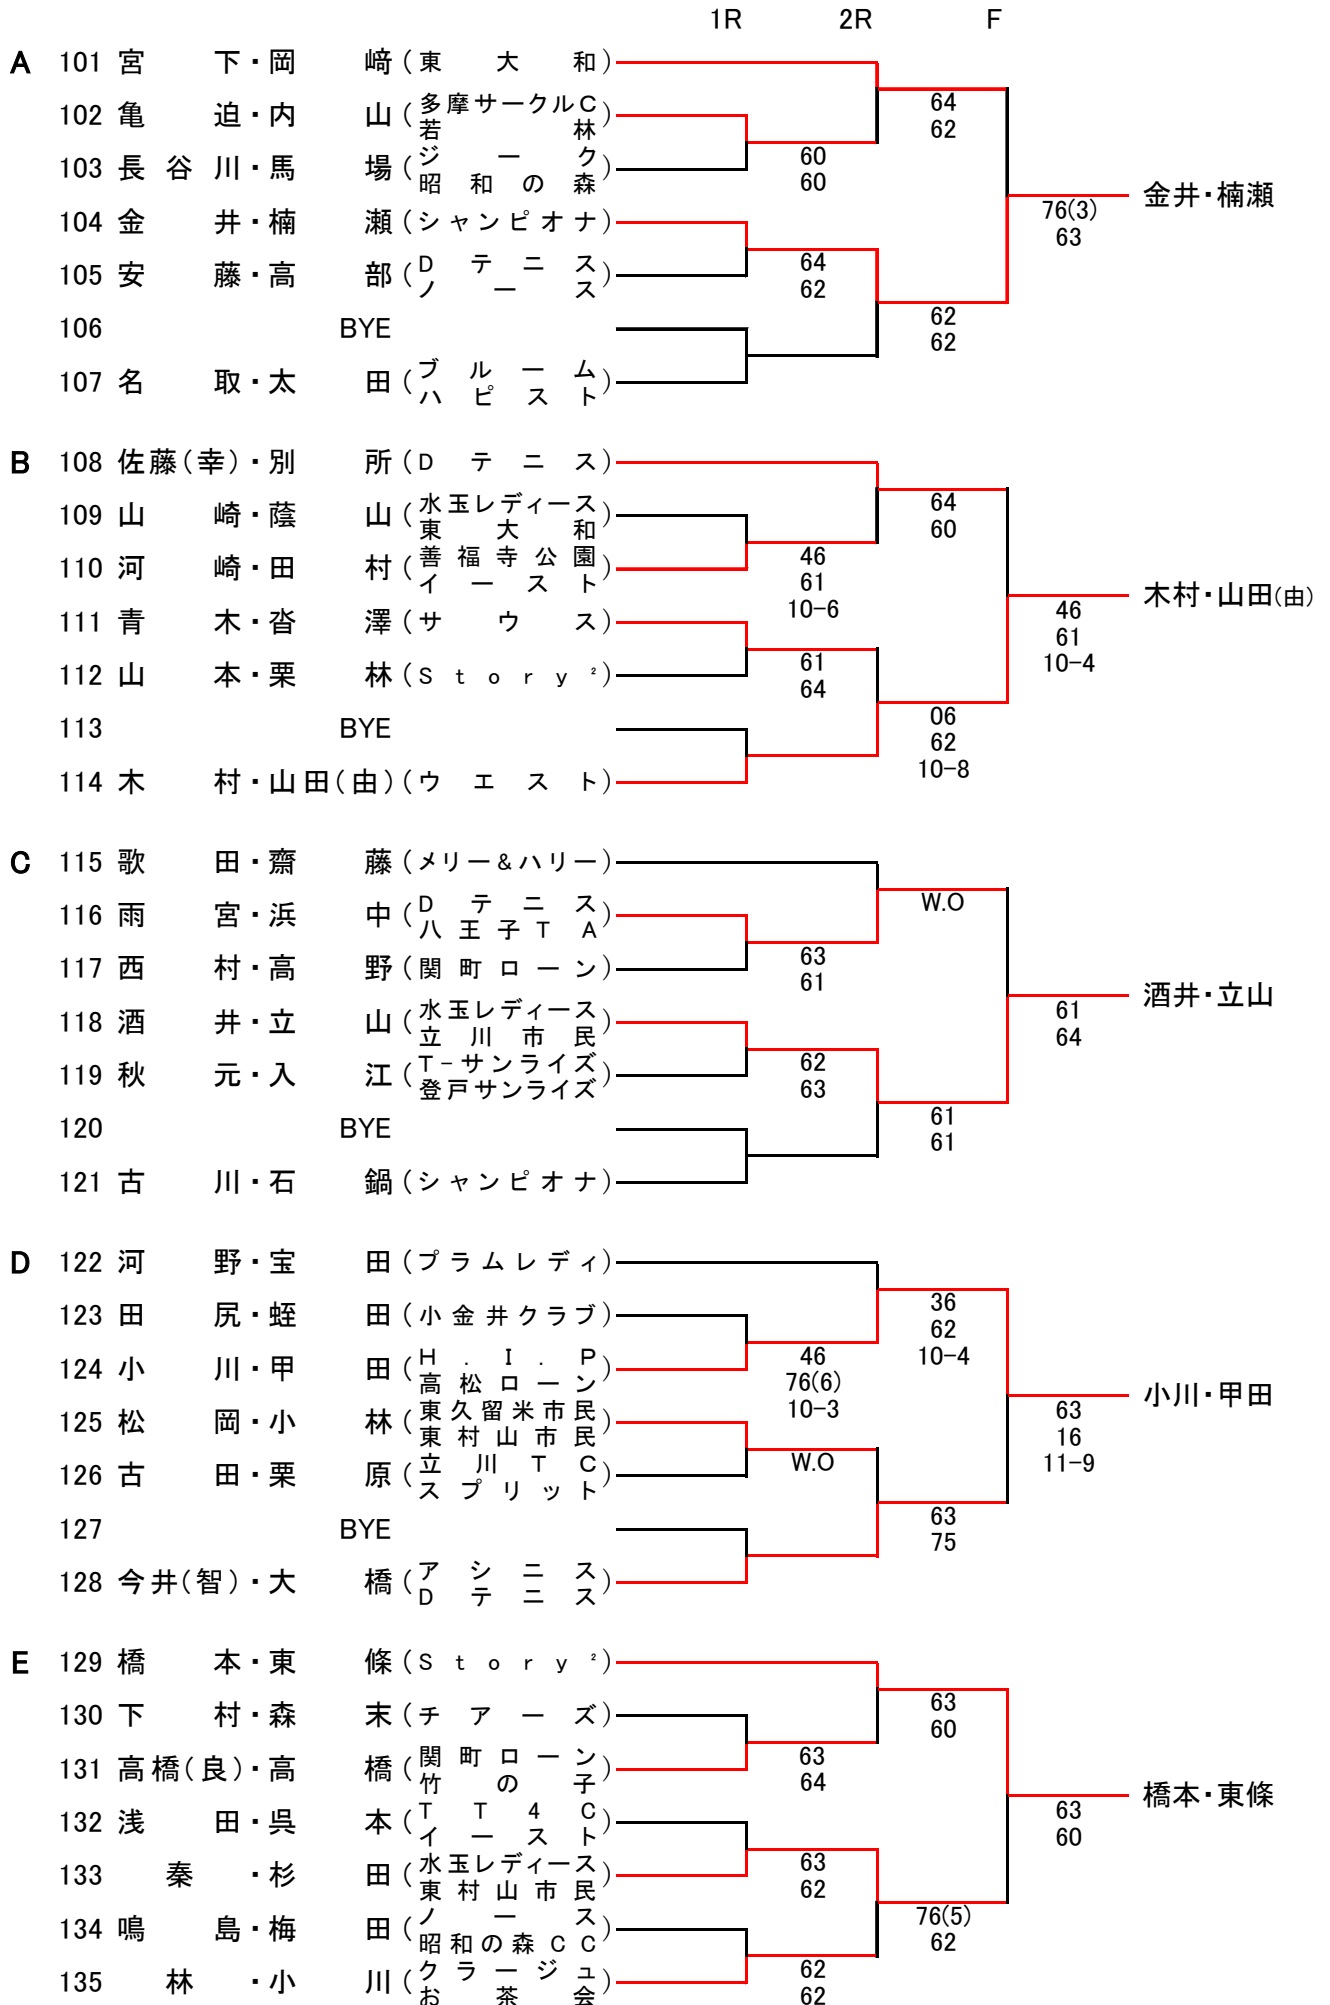 1R 2R F
A 101 宮下・岡﨑(東大和)
102 亀迫・内山(多摩サークルC 若林)
103 長谷川・馬場(ジーク 昭和の森)
104 金井・楠瀬(シャンピオナ)
105 安藤・高部(Dテニス ノース)
106 BYE
107 名取・太田(ブルーム ハピスト)
64
62
60
60
64
62
62
62
76(3)
63
金井・楠瀬
B 108 佐藤(幸)・別所(Dテニス)
109 山崎・蔭山(水玉レディース 東大和)
110 河崎・田村(善福寺公園 イースト)
111 青木・沓澤(サウス)
112 山本・栗林(Story²)
113 BYE
114 木村・山田(由)(ウエスト)
64
60
46
61
10-6
61
64
06
62
10-8
46
61
10-4
木村・山田(由)
C 115 歌田・齋藤(メリー&ハリー)
116 雨宮・浜中(Dテニス 八王子TA)
117 西村・高野(関町ローン)
118 酒井・立山(水玉レディース 立川市民)
119 秋元・入江(T-サンライズ 登戸サンライズ)
120 BYE
121 古川・石鍋(シャンピオナ)
W.O
63
61
62
63
61
61
61
64
酒井・立山
D 122 河野・宝田(プラムレディ)
123 田尻・蛭田(小金井クラブ)
124 小川・甲田(H.I.P 高松ローン)
125 松岡・小林(東久留米市民 東村山市民)
126 古田・栗原(立川TC スプリット)
127 BYE
128 今井(智)・大橋(アシニス Dテニス)
36
62
10-4
46
76(6)
10-3
W.O
63
75
63
16
11-9
小川・甲田
E 129 橋本・東條(Story²)
130 下村・森末(チアーズ)
131 高橋(良)・高橋(関町ローン 竹の子)
132 浅田・呉本(TT4C イースト)
133 秦・杉田(水玉レディース 東村山市民)
134 鳴島・梅田(ノース 昭和の森CC)
135 林・小川(クラージュ お茶会)
63
60
63
64
63
62
76(5)
62
62
62
63
60
橋本・東條